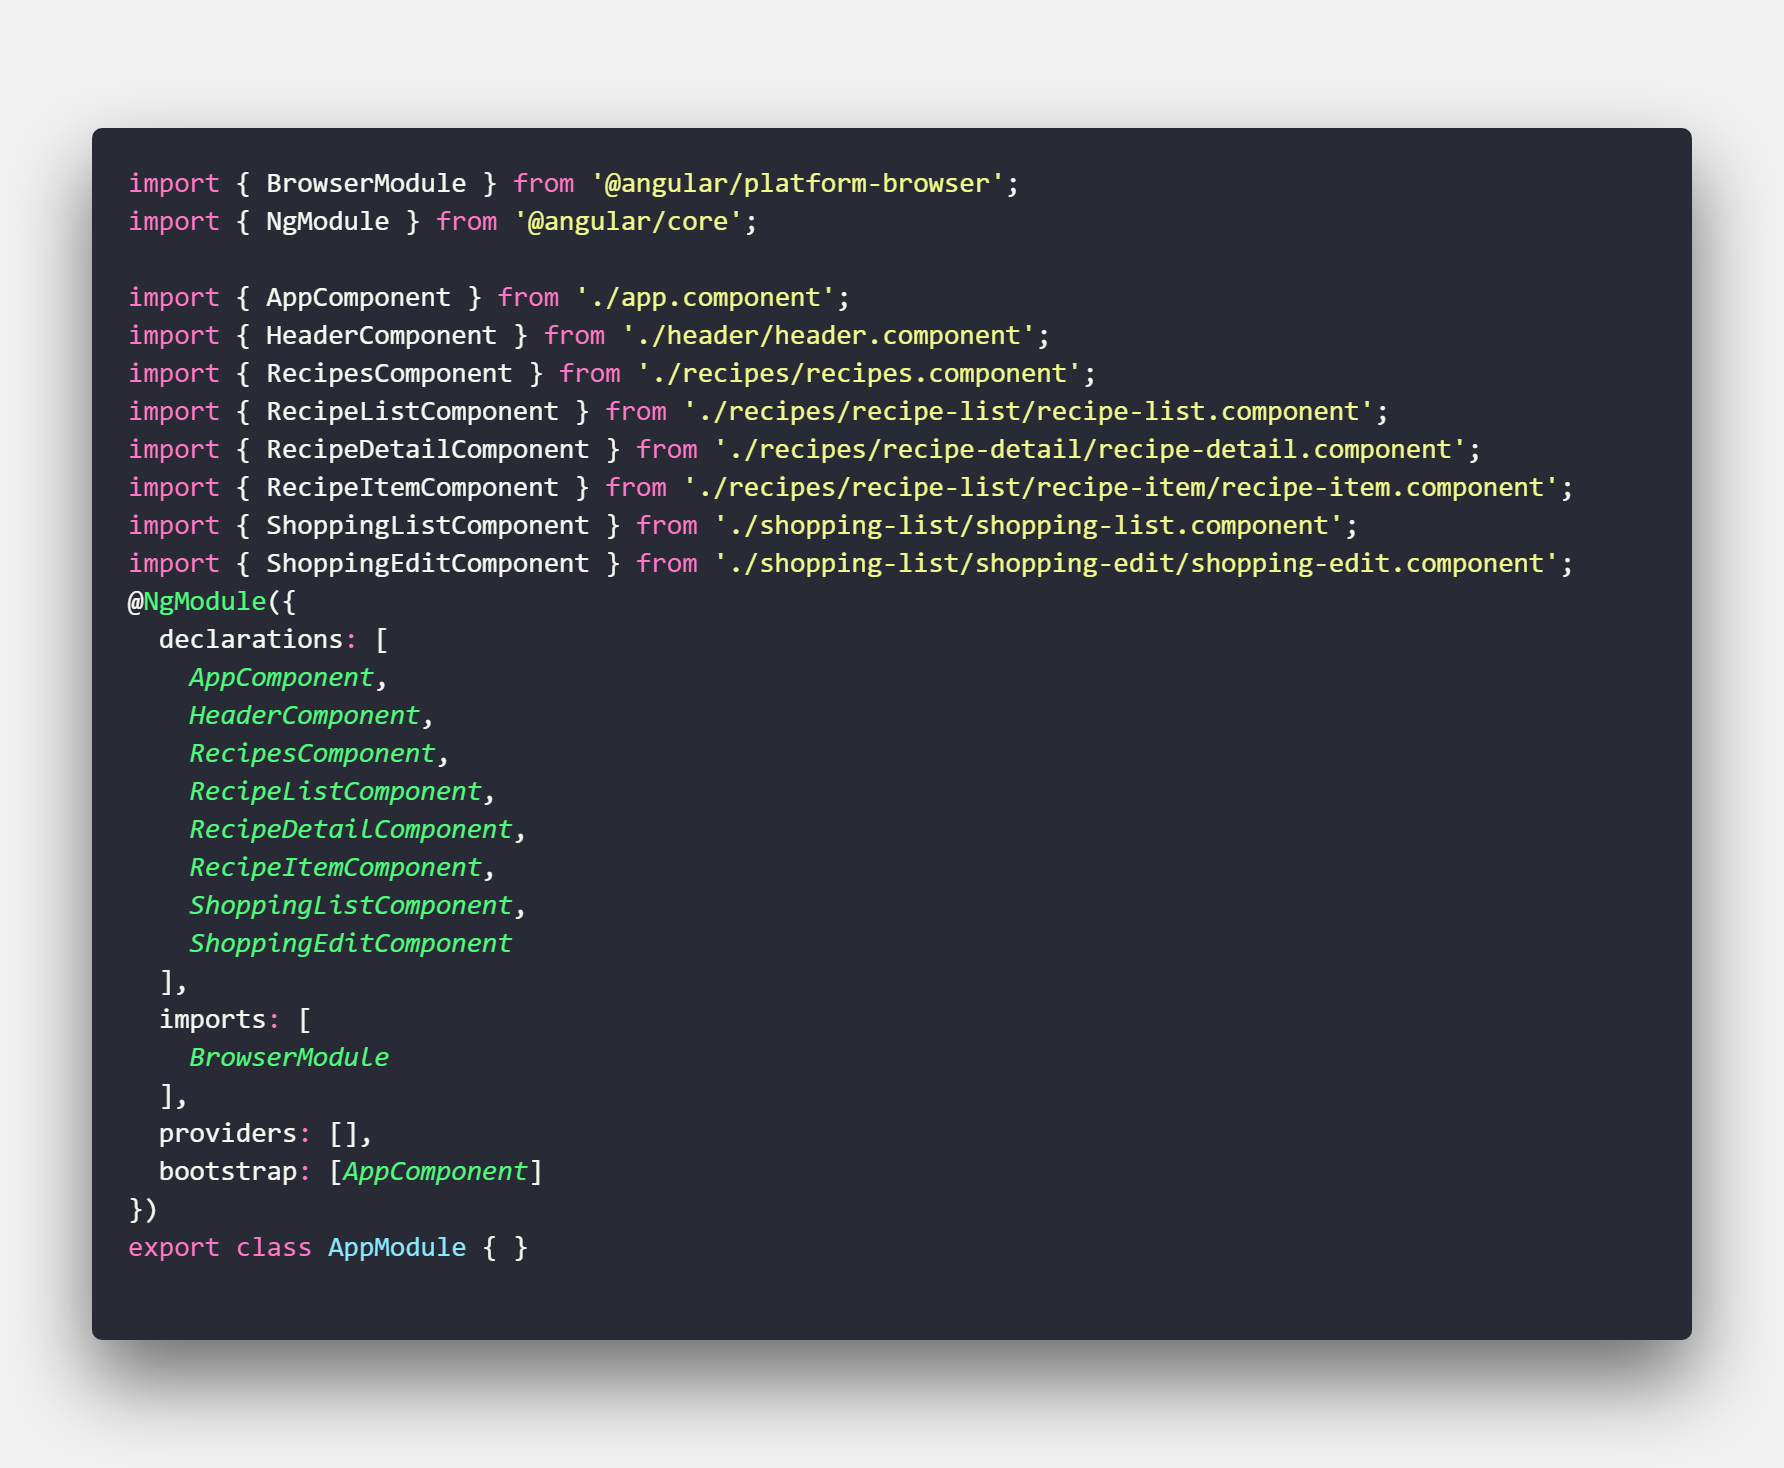 import { BrowserModule } from '@angular/platform-browser';
import { NgModule } from '@angular/core';

import { AppComponent } from './app.component';
import { HeaderComponent } from './header/header.component';
import { RecipesComponent } from './recipes/recipes.component';
import { RecipeListComponent } from './recipes/recipe-list/recipe-list.component';
import { RecipeDetailComponent } from './recipes/recipe-detail/recipe-detail.component';
import { RecipeItemComponent } from './recipes/recipe-list/recipe-item/recipe-item.component';
import { ShoppingListComponent } from './shopping-list/shopping-list.component';
import { ShoppingEditComponent } from './shopping-list/shopping-edit/shopping-edit.component';
@NgModule({
  declarations: [
    AppComponent,
    HeaderComponent,
    RecipesComponent,
    RecipeListComponent,
    RecipeDetailComponent,
    RecipeItemComponent,
    ShoppingListComponent,
    ShoppingEditComponent
  ],
  imports: [
    BrowserModule
  ],
  providers: [],
  bootstrap: [AppComponent]
})
export class AppModule { }